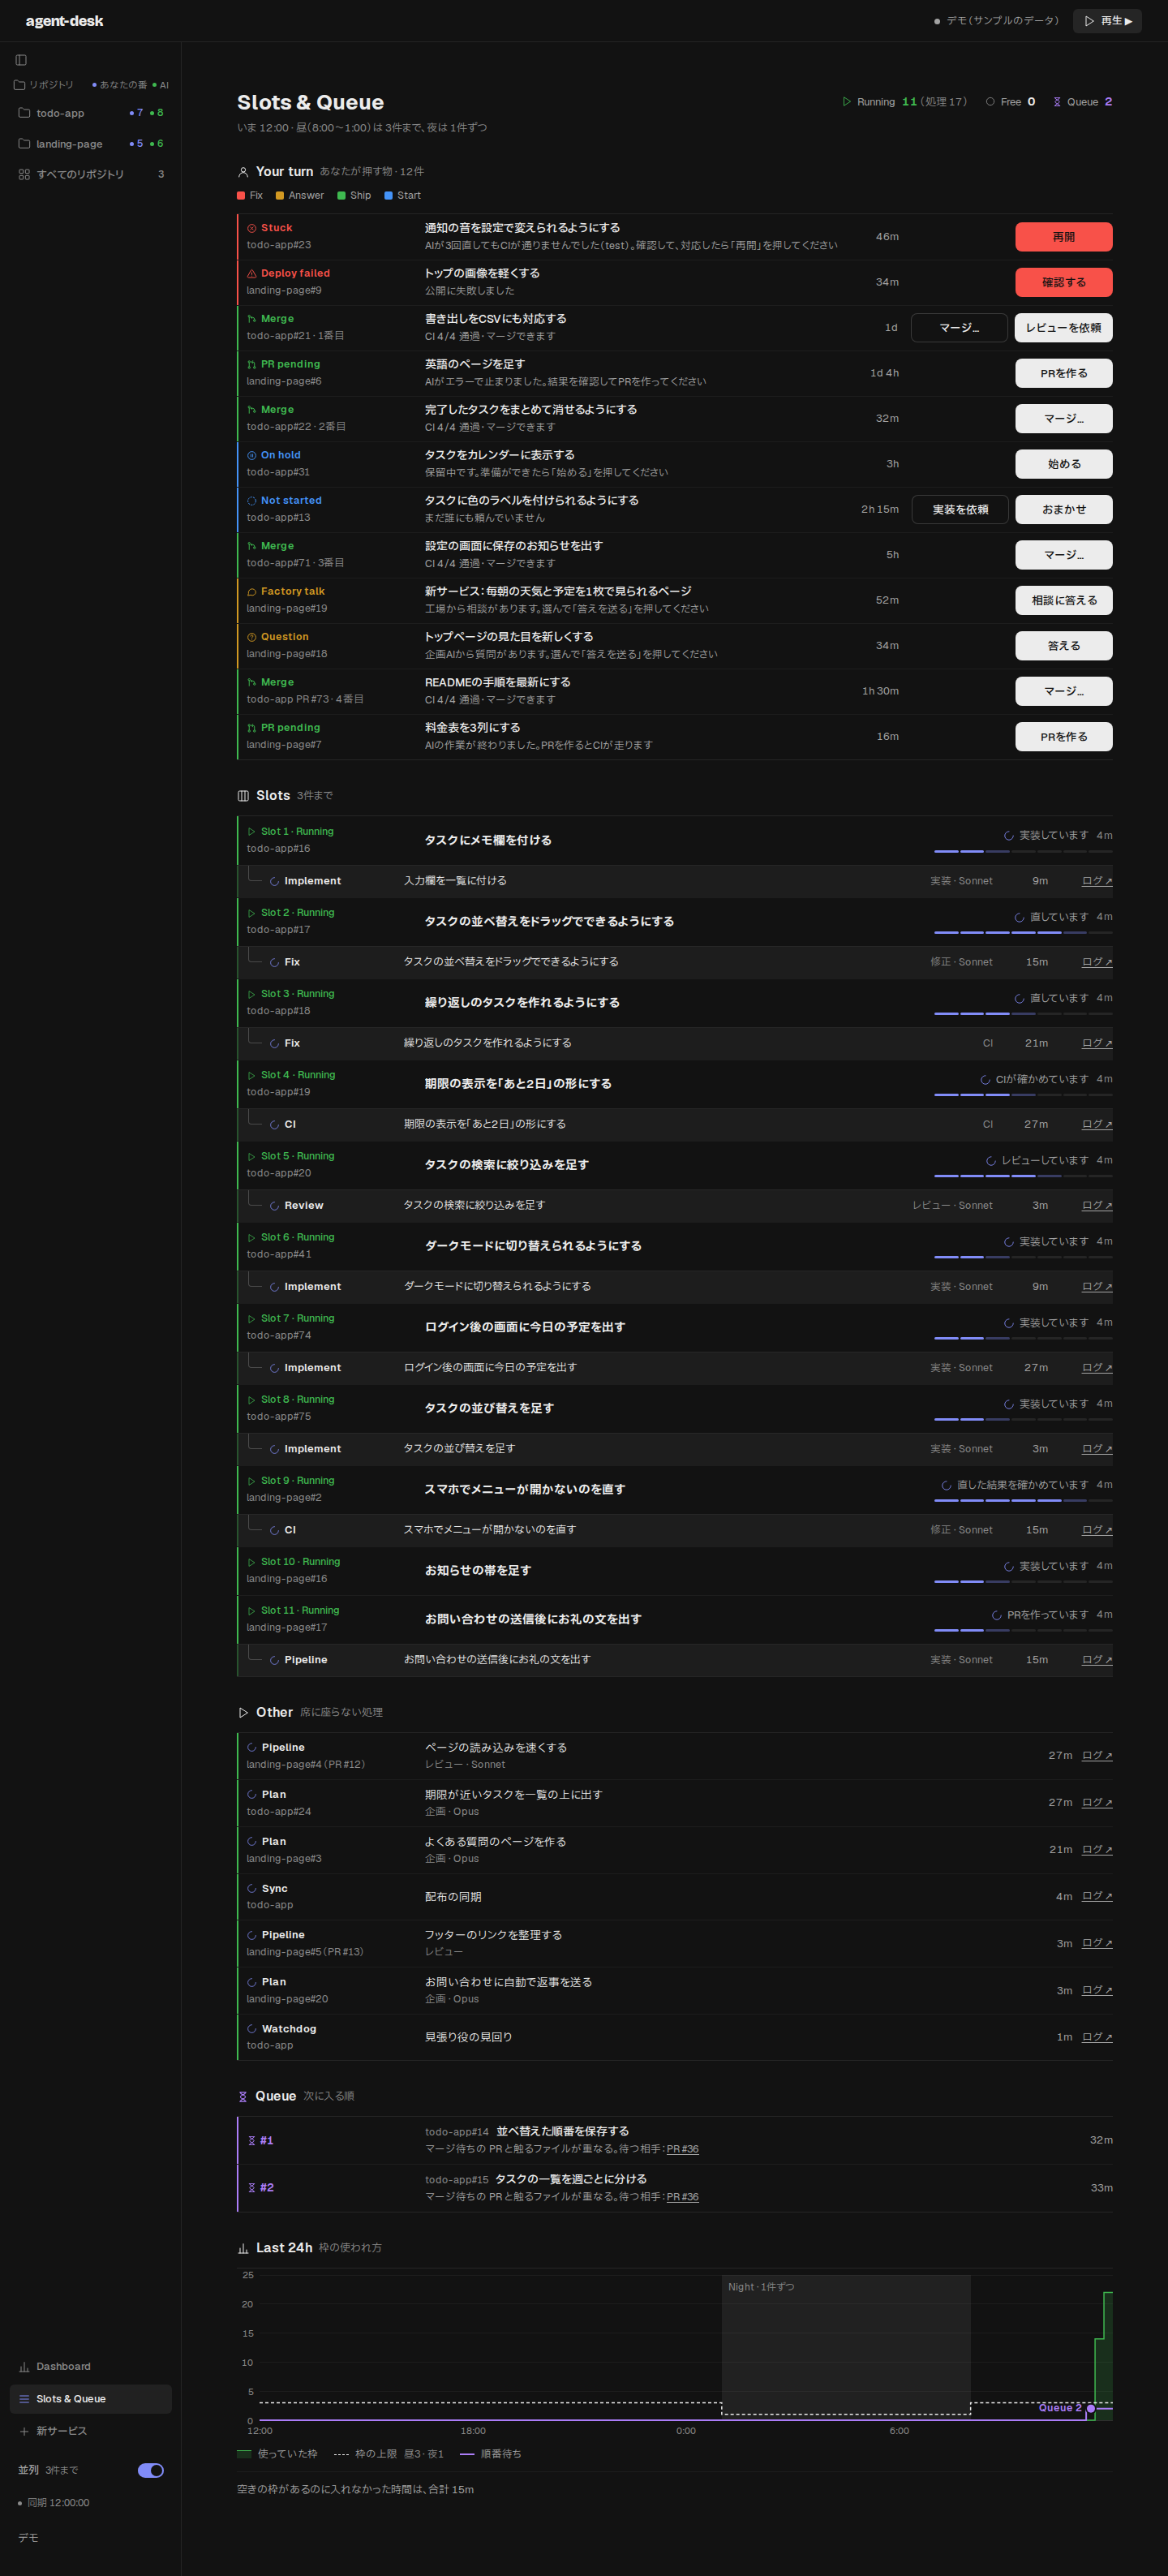 agent-desk
デモ(サンプルのデータ)
再生 ▶
リポジトリ あなたの番 AI
todo-app 7 8
landing-page 5 6
すべてのリポジトリ 3
Slots & Queue
Running 11(処理 17) Free 0 Queue 2
いま 12:00 · 昼(8:00〜1:00)は 3件まで、夜は 1件ずつ
Your turn あなたが押す物 · 12件
Fix Answer Ship Start
Stuck 通知の音を設定で変えられるようにする 46m 再開
todo-app#23 AIが3回直してもCIが通りませんでした(test)。確認して、対応したら「再開」を押してください
Deploy failed トップの画像を軽くする 34m 確認する
landing-page#9 公開に失敗しました
Merge 書き出しをCSVにも対応する 1d マージ… レビューを依頼
todo-app#21 · 1番目 CI 4/4 通過・マージできます
PR pending 英語のページを足す 1d 4h PRを作る
landing-page#6 AIがエラーで止まりました。結果を確認してPRを作ってください
Merge 完了したタスクをまとめて消せるようにする 32m マージ…
todo-app#22 · 2番目 CI 4/4 通過・マージできます
On hold タスクをカレンダーに表示する 3h 始める
todo-app#31 保留中です。準備ができたら「始める」を押してください
Not started タスクに色のラベルを付けられるようにする 2h 15m 実装を依頼 おまかせ
todo-app#13 まだ誰にも頼んでいません
Merge 設定の画面に保存のお知らせを出す 5h マージ…
todo-app#71 · 3番目 CI 4/4 通過・マージできます
Factory talk 新サービス：毎朝の天気と予定を1枚で見られるページ 52m 相談に答える
landing-page#19 工場から相談があります。選んで「答えを送る」を押してください
Question トップページの見た目を新しくする 34m 答える
landing-page#18 企画AIから質問があります。選んで「答えを送る」を押してください
Merge READMEの手順を最新にする 1h 30m マージ…
todo-app PR #73 · 4番目 CI 4/4 通過・マージできます
PR pending 料金表を3列にする 16m PRを作る
landing-page#7 AIの作業が終わりました。PRを作るとCIが走ります
Slots 3件まで
Slot 1 · Running タスクにメモ欄を付ける 実装しています 4m
todo-app#16
Implement 入力欄を一覧に付ける 実装 · Sonnet 9m ログ↗
Slot 2 · Running タスクの並べ替えをドラッグでできるようにする 直しています 4m
todo-app#17
Fix タスクの並べ替えをドラッグでできるようにする 修正 · Sonnet 15m ログ↗
Slot 3 · Running 繰り返しのタスクを作れるようにする 直しています 4m
todo-app#18
Fix 繰り返しのタスクを作れるようにする CI 21m ログ↗
Slot 4 · Running 期限の表示を「あと2日」の形にする CIが確かめています 4m
todo-app#19
CI 期限の表示を「あと2日」の形にする CI 27m ログ↗
Slot 5 · Running タスクの検索に絞り込みを足す レビューしています 4m
todo-app#20
Review タスクの検索に絞り込みを足す レビュー · Sonnet 3m ログ↗
Slot 6 · Running ダークモードに切り替えられるようにする 実装しています 4m
todo-app#41
Implement ダークモードに切り替えられるようにする 実装 · Sonnet 9m ログ↗
Slot 7 · Running ログイン後の画面に今日の予定を出す 実装しています 4m
todo-app#74
Implement ログイン後の画面に今日の予定を出す 実装 · Sonnet 27m ログ↗
Slot 8 · Running タスクの並び替えを足す 実装しています 4m
todo-app#75
Implement タスクの並び替えを足す 実装 · Sonnet 3m ログ↗
Slot 9 · Running スマホでメニューが開かないのを直す 直した結果を確かめています 4m
landing-page#2
CI スマホでメニューが開かないのを直す 修正 · Sonnet 15m ログ↗
Slot 10 · Running お知らせの帯を足す 実装しています 4m
landing-page#16
Slot 11 · Running お問い合わせの送信後にお礼の文を出す PRを作っています 4m
landing-page#17
Pipeline お問い合わせの送信後にお礼の文を出す 実装 · Sonnet 15m ログ↗
Other 席に座らない処理
Pipeline ページの読み込みを速くする 27m ログ↗
landing-page#4(PR #12) レビュー · Sonnet
Plan 期限が近いタスクを一覧の上に出す 27m ログ↗
todo-app#24 企画 · Opus
Plan よくある質問のページを作る 21m ログ↗
landing-page#3 企画 · Opus
Sync 配布の同期 4m ログ↗
todo-app
Pipeline フッターのリンクを整理する 3m ログ↗
landing-page#5(PR #13) レビュー
Plan お問い合わせに自動で返事を送る 3m ログ↗
landing-page#20 企画 · Opus
Watchdog 見張り役の見回り 1m ログ↗
todo-app
Queue 次に入る順
#1 todo-app#14 並べ替えた順番を保存する 32m
マージ待ちの PR と触るファイルが重なる。待つ相手：PR #36
#2 todo-app#15 タスクの一覧を週ごとに分ける 33m
マージ待ちの PR と触るファイルが重なる。待つ相手：PR #36
Last 24h 枠の使われ方
25
20
15
10
5
0
Night · 1件ずつ
Queue 2
12:00 18:00 0:00 6:00
使っていた枠 枠の上限 昼3 · 夜1 順番待ち
空きの枠があるのに入れなかった時間は、合計 15m
Dashboard
Slots & Queue
新サービス
並列 3件まで
同期 12:00:00
デモ